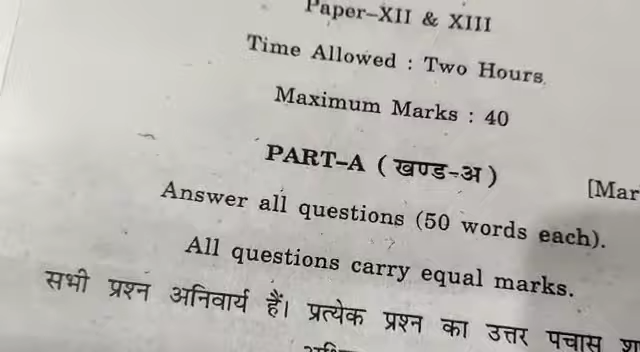 Paper–XII & XIII
Time Allowed : Two Hours
Maximum Marks : 40
PART–A ( खण्ड-अ )
[Mar
Answer all questions (50 words each).
All questions carry equal marks.
सभी प्रश्न अनिवार्य हैं। प्रत्येक प्रश्न का उत्तर पचास